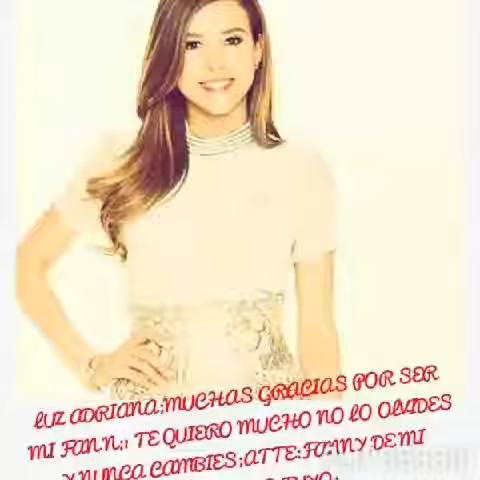 LUZ ADRIANA;MUCHAS GRACIAS POR SER
MI FAN N;; TE QUIERO MUCHO NO LO OLVIDES
Y NUNCA CAMBIES;ATTE:FANNY DE MI